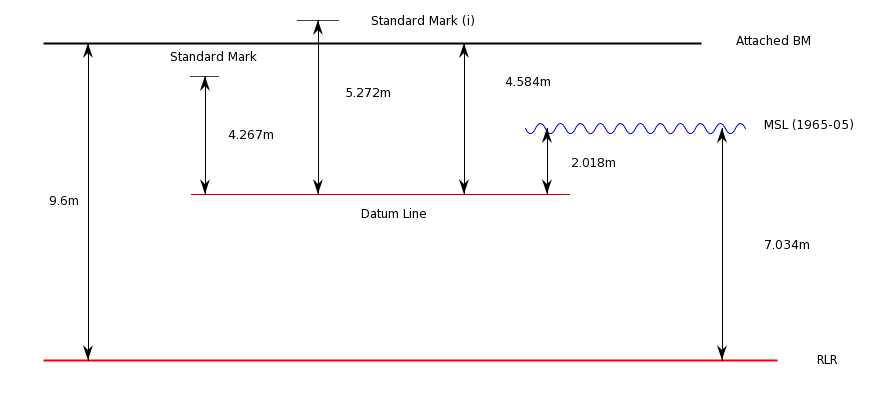 Standard Mark (i)
Attached BM
Standard Mark
4.584m
5.272m
MSL (1965-05)
4.267m
2.018m
9.6m
Datum Line
7.034m
RLR